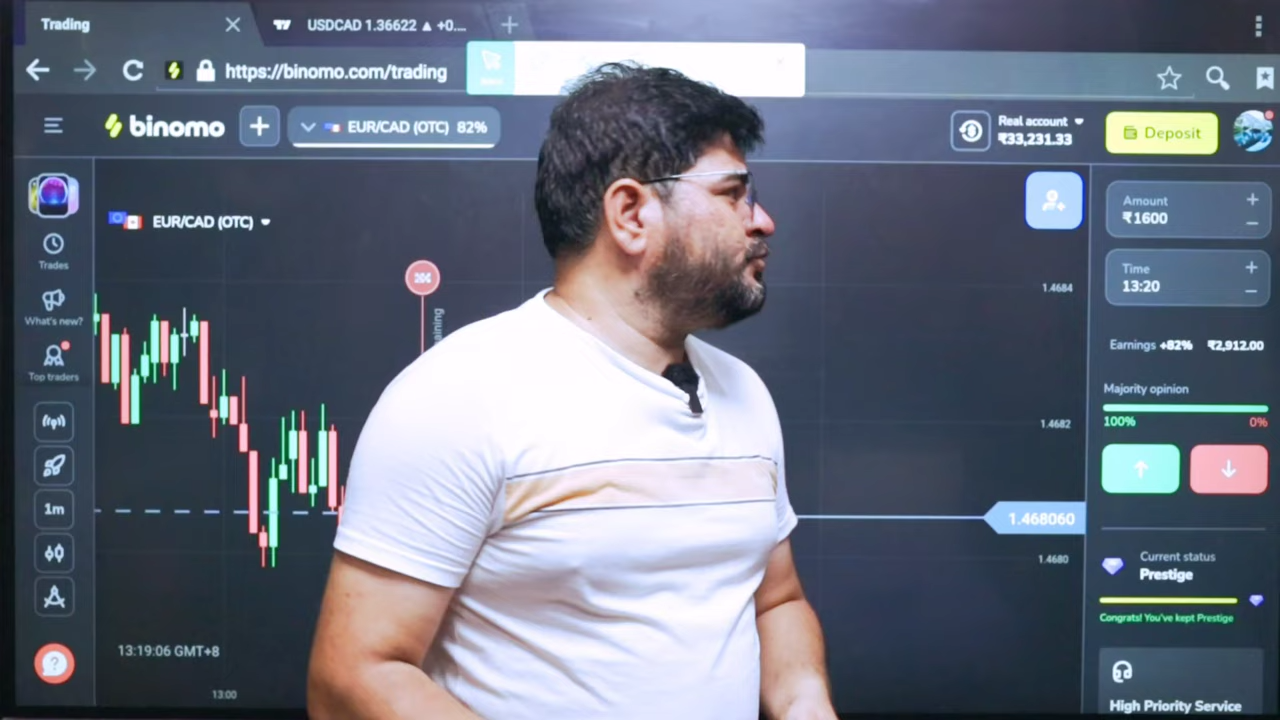 Trading
USDCAD 1.36622 ▲ +0....
https://binomo.com/trading
binomo
EUR/CAD (OTC) 82%
Real account
₹33,231.33
Deposit
EUR/CAD (OTC)
Trades
What's new?
Top traders
1m
13:19:06 GMT+8
13:00
aining
1.4684
1.4682
1.468060
1.4680
Amount
₹1600
Time
13:20
Earnings +82% ₹2,912.00
Majority opinion
100% 0%
Current status
Prestige
Congrats! You've kept Prestige
High Priority Service